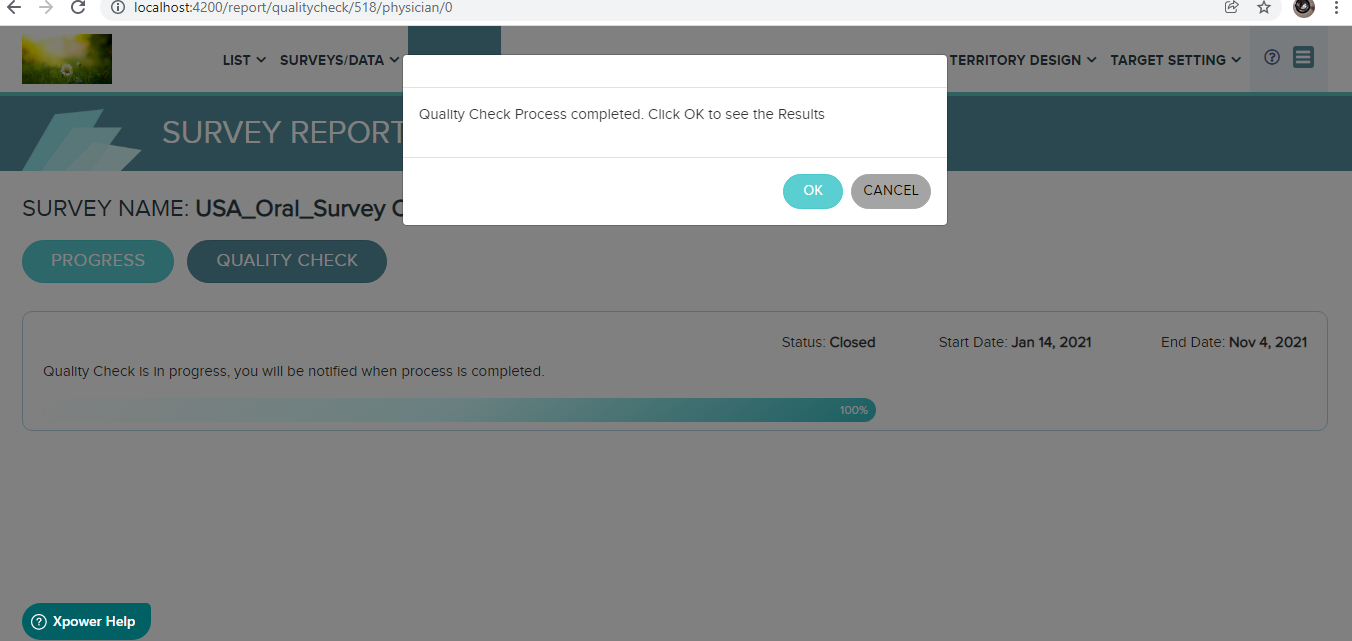 localhost:4200/report/qualitycheck/518/physician/0
LIST SURVEYS/DATA TERRITORY DESIGN TARGET SETTING
Quality Check Process completed. Click OK to see the Results
OK CANCEL
SURVEY REPORT
SURVEY NAME: USA_Oral_Survey
PROGRESS QUALITY CHECK
Status: Closed Start Date: Jan 14, 2021 End Date: Nov 4, 2021
Quality Check is in progress, you will be notified when process is completed.
100%
Xpower Help